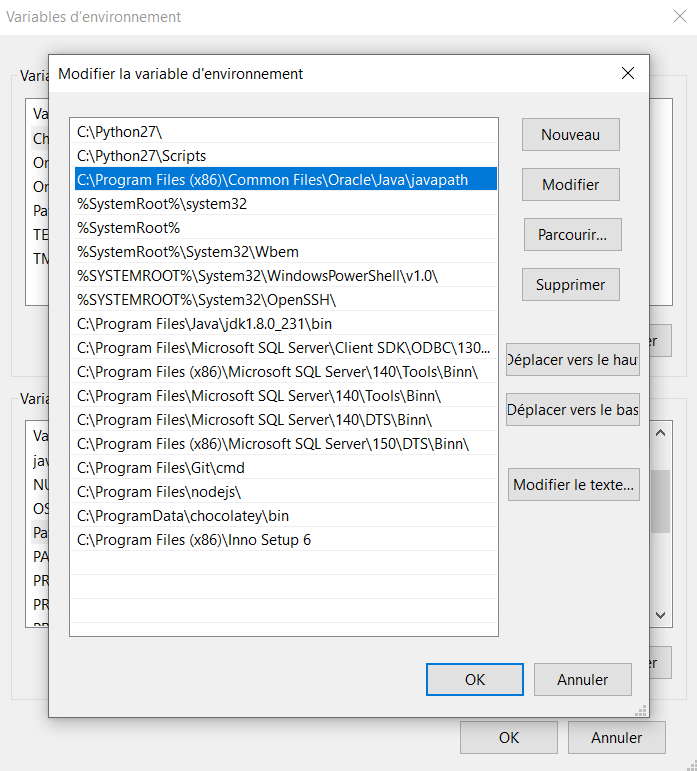 Variables d'environnement
Modifier la variable d'environnement
C:\Python27\
C:\Python27\Scripts
C:\Program Files (x86)\Common Files\Oracle\Java\javapath
%SystemRoot%\system32
%SystemRoot%
%SystemRoot%\System32\Wbem
%SYSTEMROOT%\System32\WindowsPowerShell\v1.0\
%SYSTEMROOT%\System32\OpenSSH\
C:\Program Files\Java\jdk1.8.0_231\bin
C:\Program Files\Microsoft SQL Server\Client SDK\ODBC\130...
C:\Program Files (x86)\Microsoft SQL Server\140\Tools\Binn\
C:\Program Files\Microsoft SQL Server\140\Tools\Binn\
C:\Program Files\Microsoft SQL Server\140\DTS\Binn\
C:\Program Files (x86)\Microsoft SQL Server\150\DTS\Binn\
C:\Program Files\Git\cmd
C:\Program Files\nodejs\
C:\ProgramData\chocolatey\bin
C:\Program Files (x86)\Inno Setup 6
Nouveau
Modifier
Parcourir...
Supprimer
Déplacer vers le hau
Déplacer vers le bas
Modifier le texte...
OK
Annuler
Varia
Va
Ch
On
On
Pa
TE
TM
er
Varia
Va
jav
NU
OS
Pa
PA
PR
PR
er
OK
Annuler